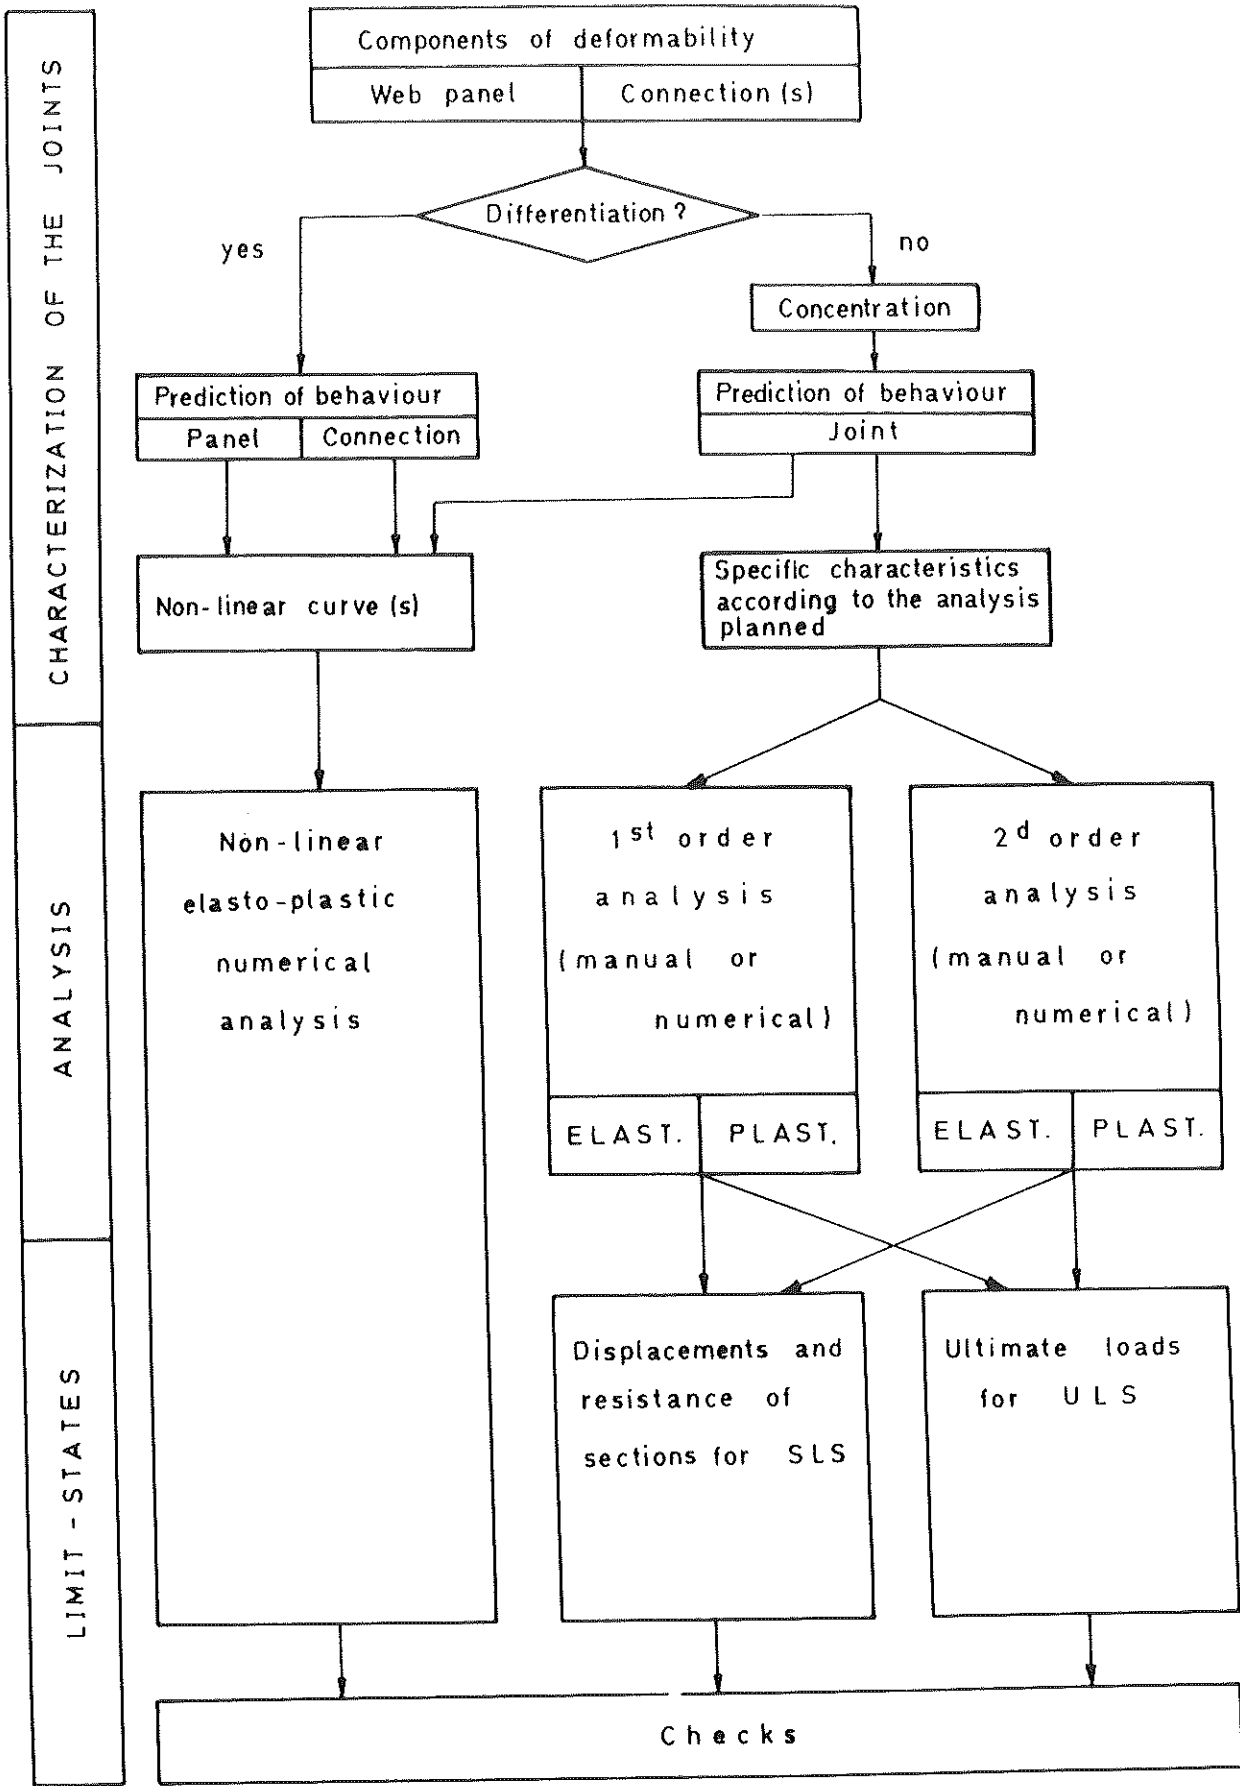 CHARACTERIZATION OF THE JOINTS
ANALYSIS
LIMIT-STATES
Components of deformability
Web panel
Connection(s)
Differentiation?
yes
no
Concentration
Prediction of behaviour
Panel
Connection
Prediction of behaviour
Joint
Non-linear curve(s)
Specific characteristics
according to the analysis
planned
Non-linear
elasto-plastic
numerical
analysis
1st order
analysis
(manual or
numerical)
ELAST.
PLAST.
2d order
analysis
(manual or
numerical)
ELAST.
PLAST.
Displacements and
resistance of
sections for SLS
Ultimate loads
for ULS
Checks